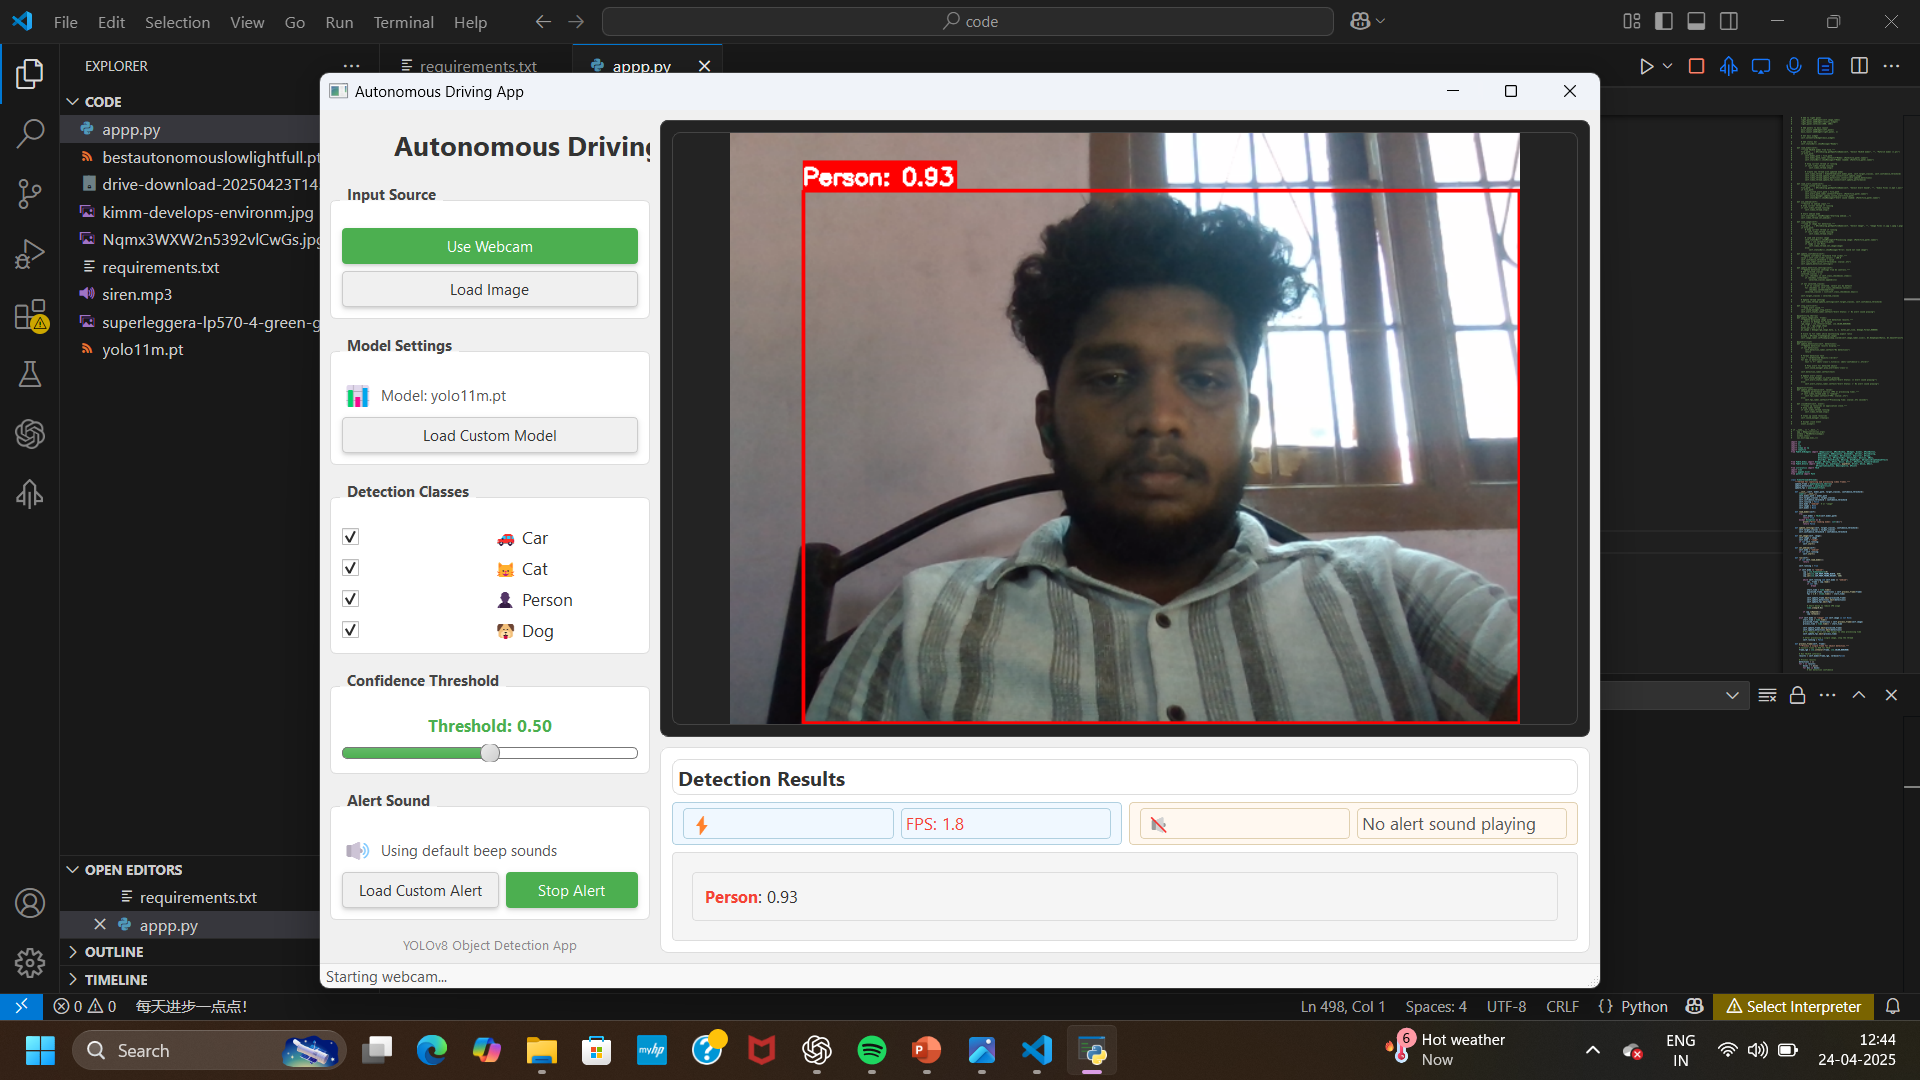 File Edit Selection View Go Run Terminal Help
code
EXPLORER
requirements.txt
appp.py
CODE
appp.py
bestautonomouslowlightfull.pt
drive-download-20250423T14
kimm-develops-environm.jpg
Nqmx3WXW2n5392vlCwGs.jpg
requirements.txt
siren.mp3
superleggera-lp570-4-green-g
yolo11m.pt
OPEN EDITORS
requirements.txt
appp.py
OUTLINE
TIMELINE
Autonomous Driving App
Autonomous Driving
Input Source
Use Webcam
Load Image
Model Settings
Model: yolo11m.pt
Load Custom Model
Detection Classes
Car
Cat
Person
Dog
Confidence Threshold
Threshold: 0.50
Alert Sound
Using default beep sounds
Load Custom Alert
Stop Alert
YOLOv8 Object Detection App
Starting webcam...
Person: 0.93
Detection Results
FPS: 1.8
No alert sound playing
Person: 0.93
0 0 每天进步一点点!
Ln 498, Col 1 Spaces: 4 UTF-8 CRLF {} Python Select Interpreter
Search
myhp
6
Hot weather
Now
ENG
IN
12:44
24-04-2025